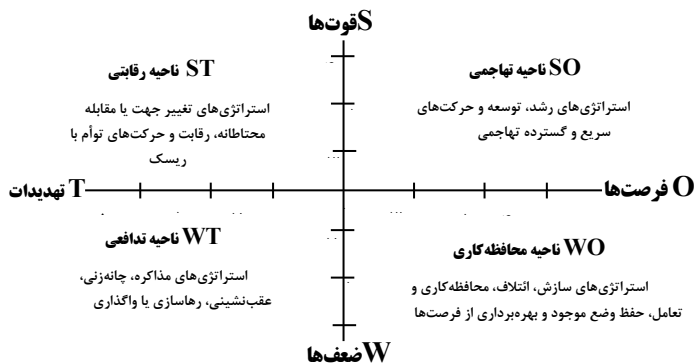 قوت‌ها S
ناحیه تهاجمی SO
استراتژی‌های رشد، توسعه و حرکت‌های
سریع و گسترده تهاجمی
ناحیه رقابتی ST
استراتژی‌های تغییر جهت یا مقابله
محتاطانه، رقابت و حرکت‌های توأم با
ریسک
فرصت‌ها O
تهدیدات T
ناحیه محافظه‌کاری WO
استراتژی‌های سازش، ائتلاف، محافظه‌کاری و
تعامل، حفظ وضع موجود و بهره‌برداری از فرصت‌ها
ناحیه تدافعی WT
استراتژی‌های مذاکره، چانه‌زنی،
عقب‌نشینی، رهاسازی یا واگذاری
ضعف‌ها W